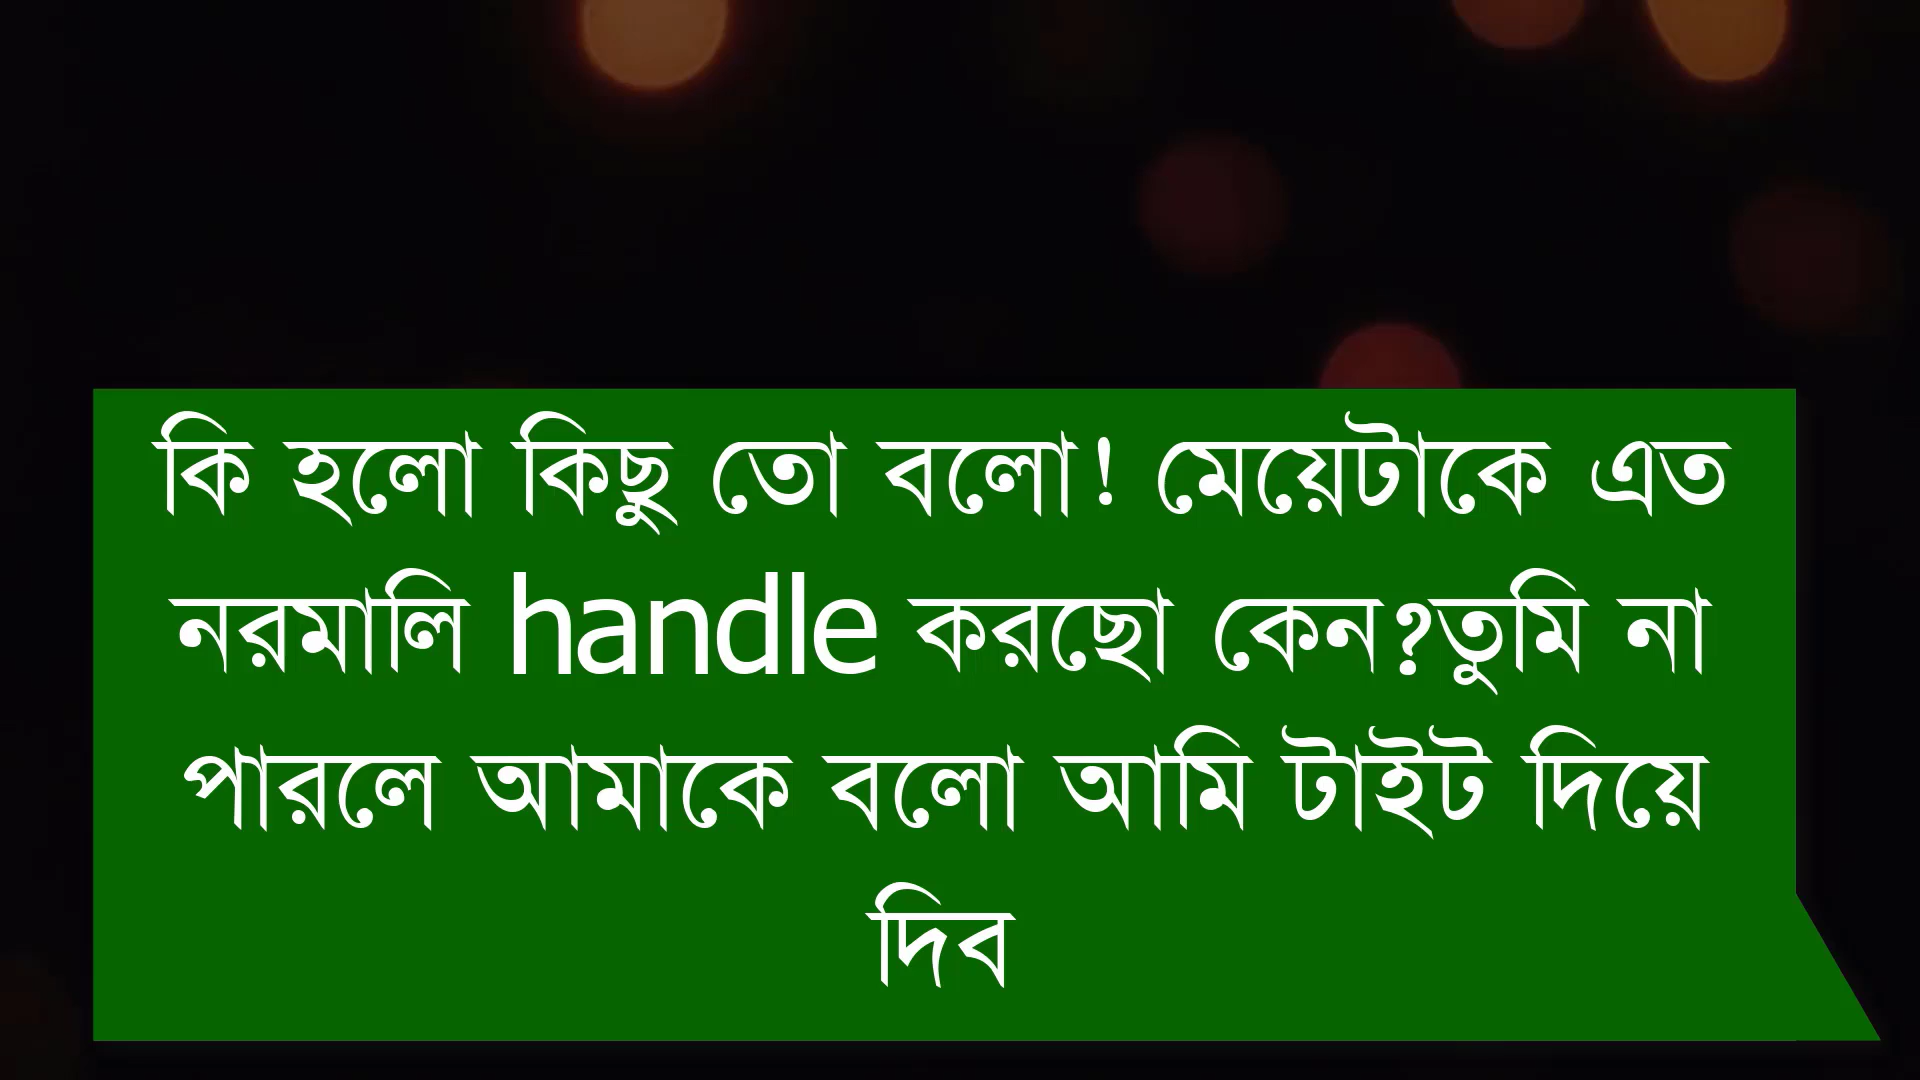 কি হলো কিছু তো বলো! মেয়েটাকে এত
নরমালি handle করছো কেন?তুমি না
পারলে আমাকে বলো আমি টাইট দিয়ে
দিব